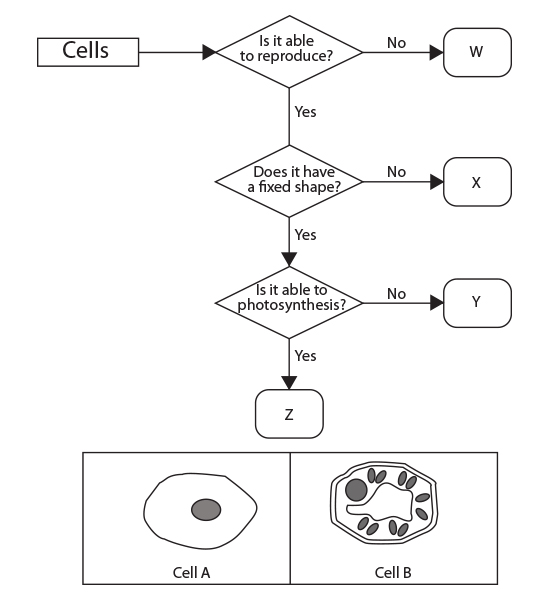 Cells
Is it able
to reproduce?
No
W
Yes
Does it have
a fixed shape?
No
X
Yes
Is it able to
photosynthesis?
No
Y
Yes
Z
Cell A
Cell B